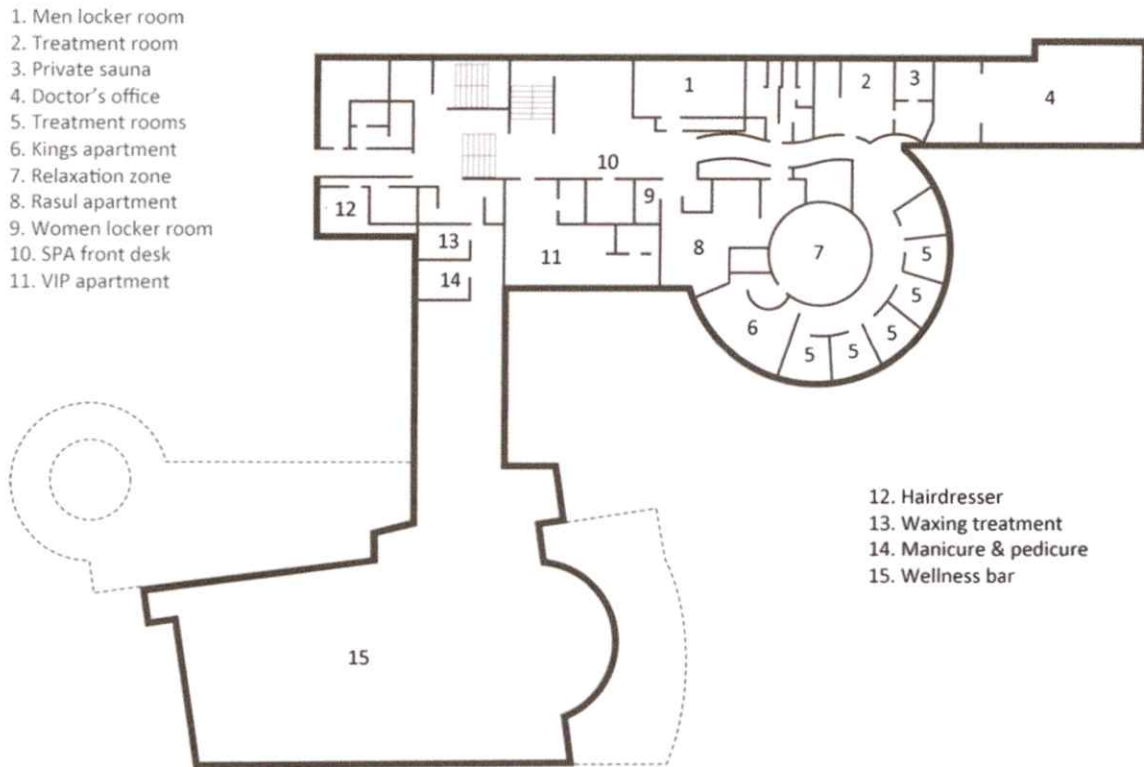 1. Men locker room
2. Treatment room
3. Private sauna
4. Doctor's office
5. Treatment rooms
6. Kings apartment
7. Relaxation zone
8. Rasul apartment
9. Women locker room
10. SPA front desk
11. VIP apartment
1
2
3
4
10
12
9
13
11
8
7
5
14
5
6
5
5
5
12. Hairdresser
13. Waxing treatment
14. Manicure & pedicure
15. Wellness bar
15